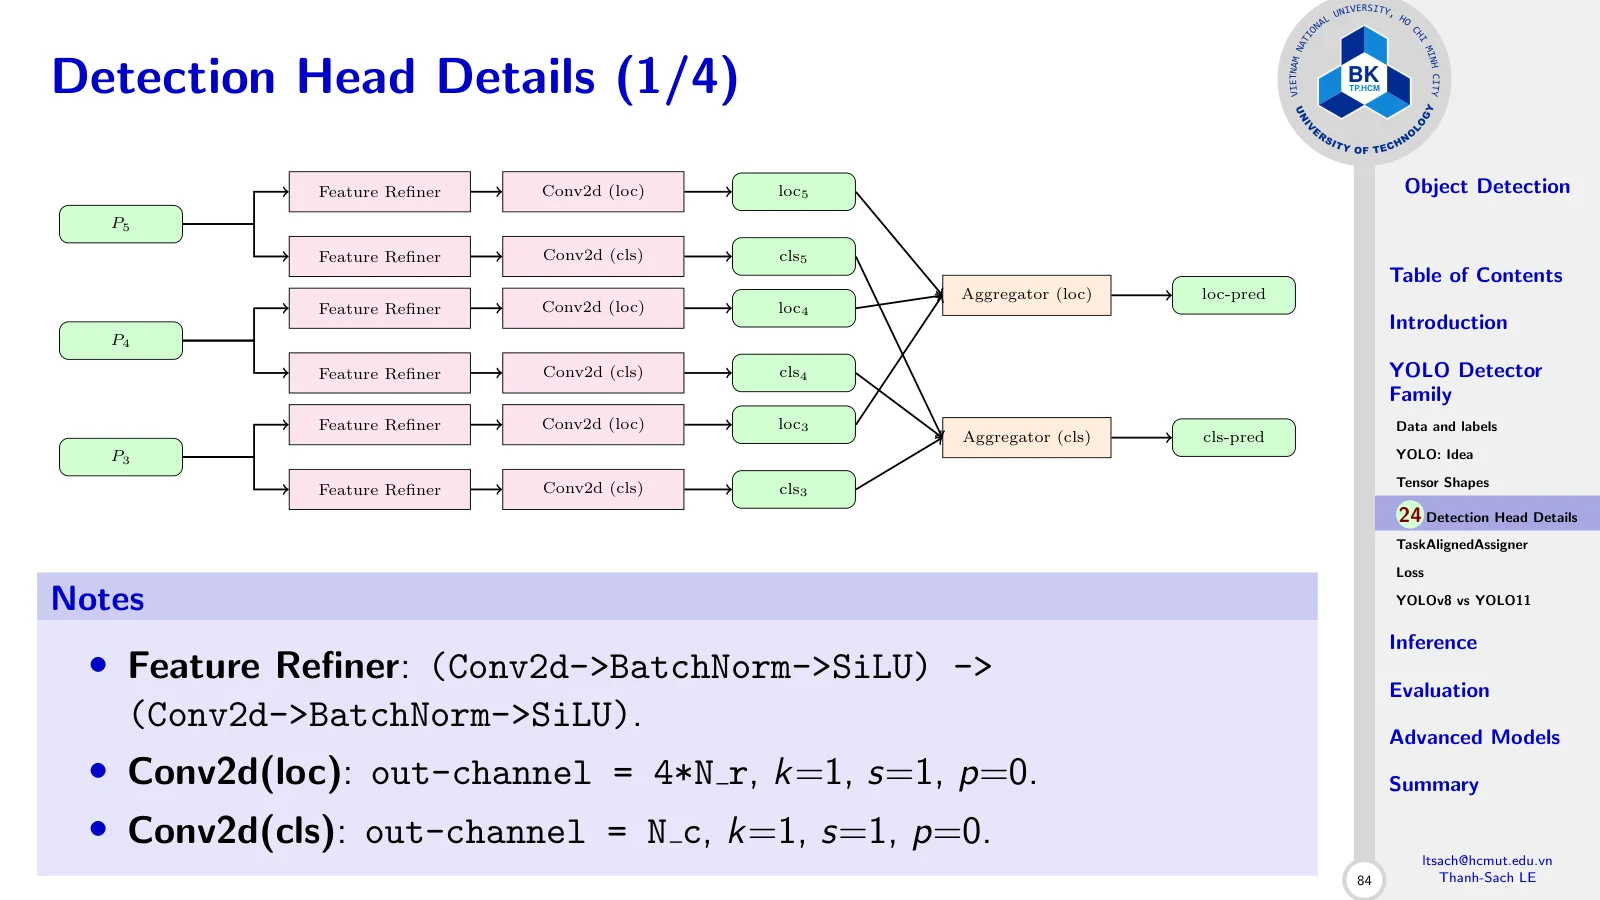 Detection Head Details (1/4)
P5
Feature Refiner
Conv2d (loc)
loc5
Feature Refiner
Conv2d (cls)
cls5
P4
Feature Refiner
Conv2d (loc)
loc4
Feature Refiner
Conv2d (cls)
cls4
P3
Feature Refiner
Conv2d (loc)
loc3
Feature Refiner
Conv2d (cls)
cls3
Aggregator (loc)
loc-pred
Aggregator (cls)
cls-pred
Notes
• Feature Refiner: (Conv2d->BatchNorm->SiLU) ->
(Conv2d->BatchNorm->SiLU).
• Conv2d(loc): out-channel = 4*N_r, k=1, s=1, p=0.
• Conv2d(cls): out-channel = N_c, k=1, s=1, p=0.
VIETNAM NATIONAL UNIVERSITY, HO CHI MINH CITY
BK
TP.HCM
UNIVERSITY OF TECHNOLOGY
Object Detection
Table of Contents
Introduction
YOLO Detector
Family
Data and labels
YOLO: Idea
Tensor Shapes
24 Detection Head Details
TaskAlignedAssigner
Loss
YOLOv8 vs YOLO11
Inference
Evaluation
Advanced Models
Summary
84
ltsach@hcmut.edu.vn
Thanh-Sach LE